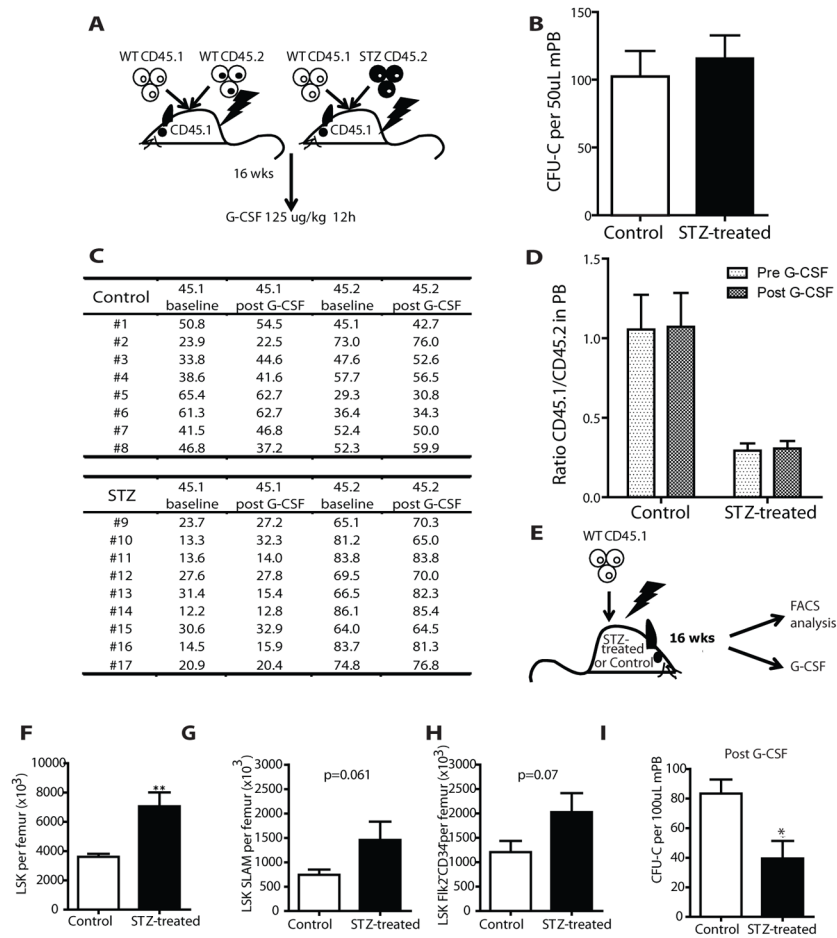 A
WT CD45.1 WT CD45.2 WT CD45.1 STZ CD45.2
CD45.1 CD45.1
16 wks
G-CSF 125 ug/kg 12h
B
CFU-C per 50uL mPB
150
100
50
0
Control STZ-treated
C
Control 45.1 baseline 45.1 post G-CSF 45.2 baseline 45.2 post G-CSF
#1 50.8 54.5 45.1 42.7
#2 23.9 22.5 73.0 76.0
#3 33.8 44.6 47.6 52.6
#4 38.6 41.6 57.7 56.5
#5 65.4 62.7 29.3 30.8
#6 61.3 62.7 36.4 34.3
#7 41.5 46.8 52.4 50.0
#8 46.8 37.2 52.3 59.9
STZ 45.1 baseline 45.1 post G-CSF 45.2 baseline 45.2 post G-CSF
#9 23.7 27.2 65.1 70.3
#10 13.3 32.3 81.2 65.0
#11 13.6 14.0 83.8 83.8
#12 27.6 27.8 69.5 70.0
#13 31.4 15.4 66.5 82.3
#14 12.2 12.8 86.1 85.4
#15 30.6 32.9 64.0 64.5
#16 14.5 15.9 83.7 81.3
#17 20.9 20.4 74.8 76.8
D
Ratio CD45.1/CD45.2 in PB
1.5
1.0
0.5
0.0
Pre G-CSF
Post G-CSF
Control STZ-treated
E
WT CD45.1
STZ-
treated
or Control
16 wks
FACS
analysis
G-CSF
F
LSK per femur (x10³)
10000
8000
6000
4000
2000
0
**
Control STZ-treated
G
LSK SLAM per femur (x10³)
3000
2500
2000
1500
1000
500
0
p=0.061
Control STZ-treated
H
LSK Flk2⁻CD34⁻per femur (x10³)
3000
2500
2000
1500
1000
500
0
p=0.07
Control STZ-treated
I
Post G-CSF
CFU-C per 100uL mPB
100
80
60
40
20
0
*
Control STZ-treated